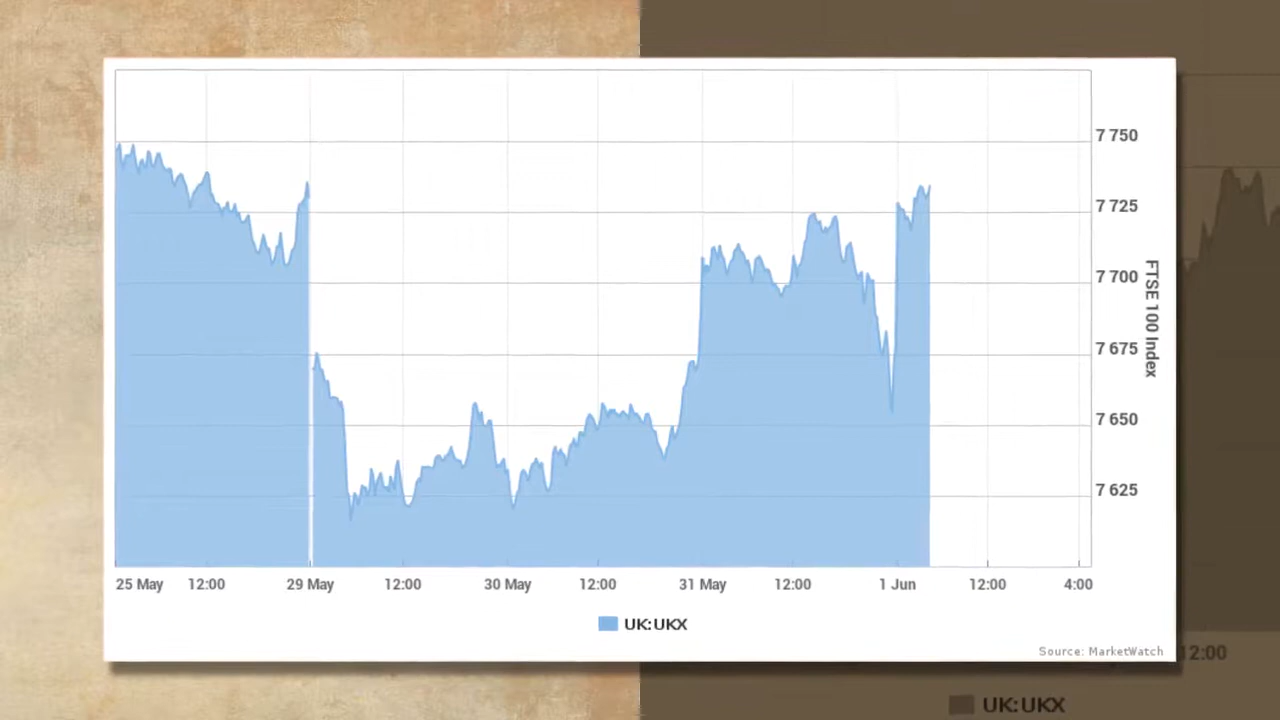 7 750
7 725
7 700
7 675
7 650
7 625
FTSE 100 Index
25 May 12:00 29 May 12:00 30 May 12:00 31 May 12:00 1 Jun 12:00 4:00
UK:UKX
Source: MarketWatch
12:00
UK:UKX